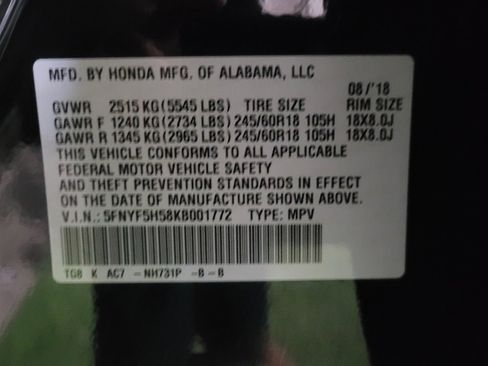 MFD. BY HONDA MFG. OF ALABAMA, LLC
08/'18
GVWR 2515 KG (5545 LBS) TIRE SIZE RIM SIZE
GAWR F 1240 KG (2734 LBS) 245/60R18 105H 18X8.0J
GAWR R 1345 KG (2965 LBS) 245/60R18 105H 18X8.0J
THIS VEHICLE CONFORMS TO ALL APPLICABLE
FEDERAL MOTOR VEHICLE SAFETY
AND THEFT PREVENTION STANDARDS IN EFFECT
ON THE DATE OF MANUFACTURE SHOWN ABOVE.
V.I.N.: 5FNYF5H58KB001772 TYPE: MPV
TG8 K AC7 - NH731P -B - B